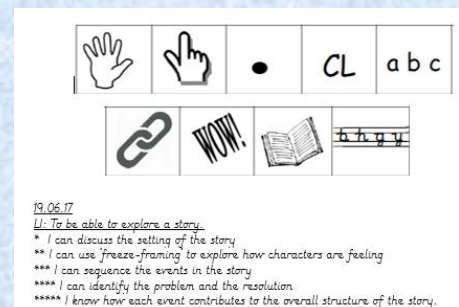 CL a b c
WOW! b h g y
19.06.17
LI: To be able to explore a story.
* I can discuss the setting of the story
** I can use 'freeze-framing' to explore how characters are feeling
*** I can sequence the events in the story
**** I can identify the problem and the resolution
***** I know how each event contributes to the overall structure of the story.